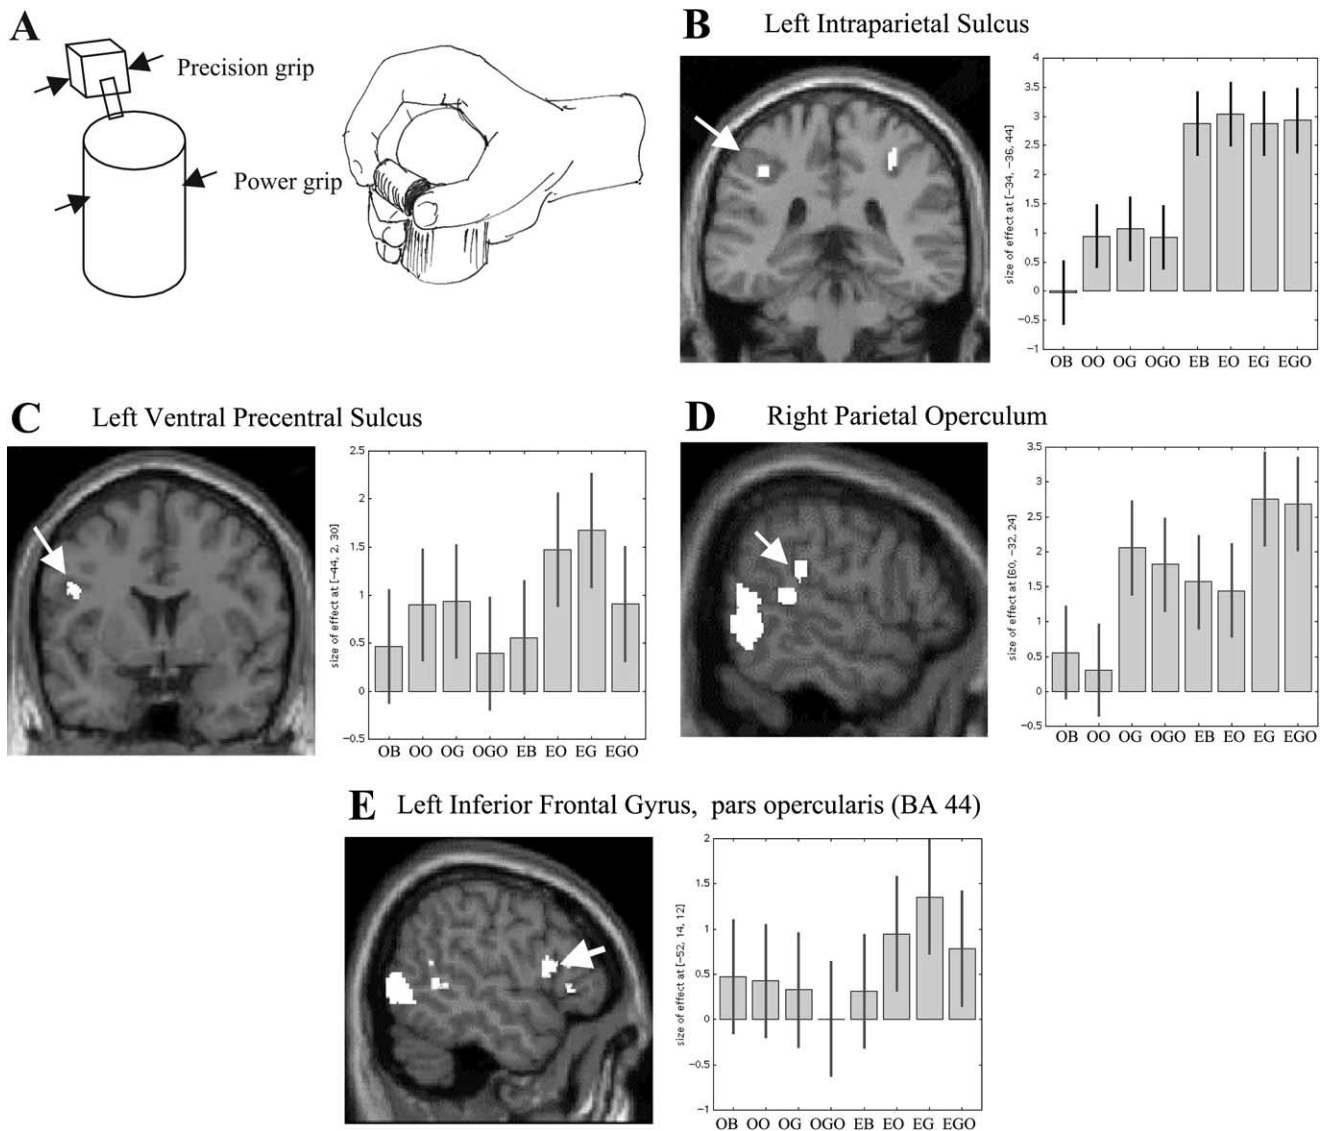 A
Precision grip
Power grip
B Left Intraparietal Sulcus
size of effect at [-34, -36, 44]
4
3.5
3
2.5
2
1.5
1
0.5
0
-0.5
-1
OB OO OG OGO EB EO EG EGO
C Left Ventral Precentral Sulcus
size of effect at [-44, 2, 30]
2.5
2
1.5
1
0.5
0
-0.5
OB OO OG OGO EB EO EG EGO
D Right Parietal Operculum
size of effect at [60, -32, 24]
3.5
3
2.5
2
1.5
1
0.5
0
-0.5
OB OO OG OGO EB EO EG EGO
E Left Inferior Frontal Gyrus, pars opercularis (BA 44)
size of effect at [-52, 14, 12]
2
1.5
1
0.5
0
-0.5
-1
OB OO OG OGO EB EO EG EGO